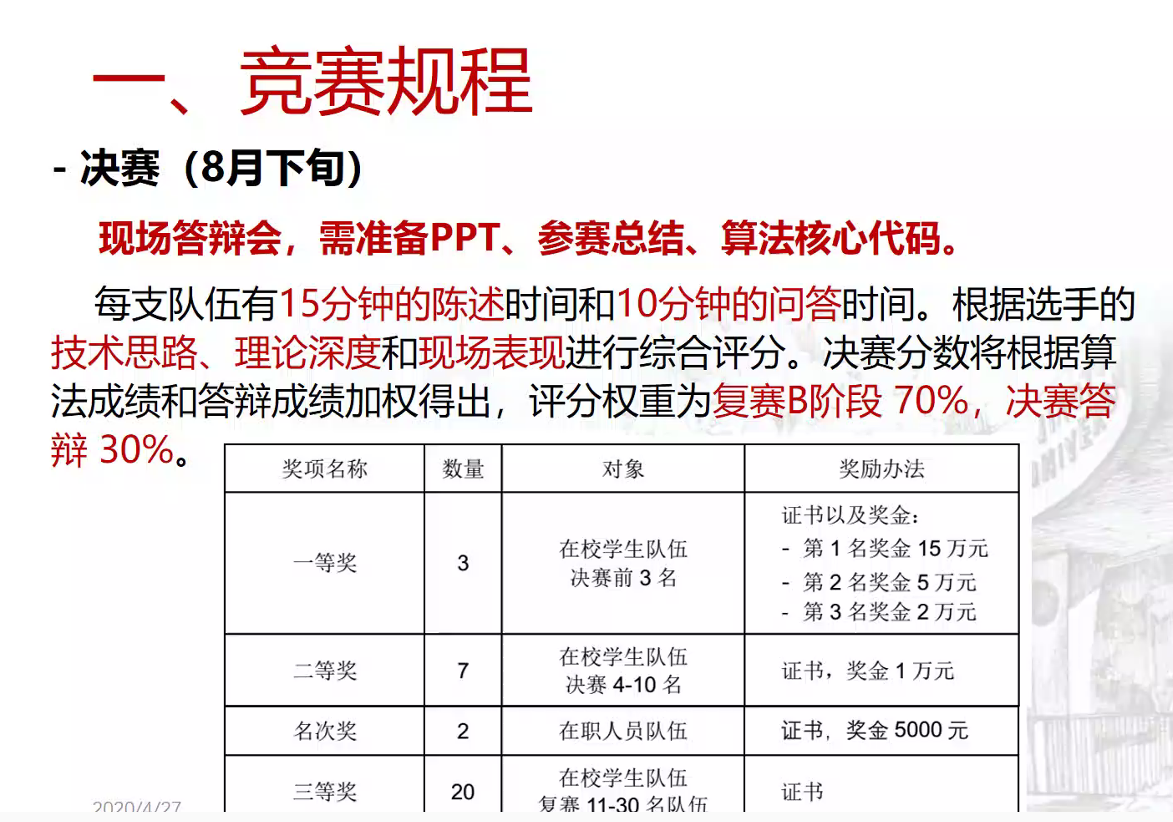 一、竞赛规程
- 决赛（8月下旬）
现场答辩会，需准备PPT、参赛总结、算法核心代码。
每支队伍有15分钟的陈述时间和10分钟的问答时间。根据选手的
技术思路、理论深度和现场表现进行综合评分。决赛分数将根据算
法成绩和答辩成绩加权得出，评分权重为复赛B阶段 70%，决赛答
辩 30%。
奖项名称 数量 对象 奖励办法
一等奖 3 在校学生队伍
决赛前 3 名
证书以及奖金：
- 第 1 名奖金 15 万元
- 第 2 名奖金 5 万元
- 第 3 名奖金 2 万元
二等奖 7 在校学生队伍
决赛 4-10 名
证书，奖金 1 万元
名次奖 2 在职人员队伍 证书，奖金 5000 元
三等奖 20 在校学生队伍
复赛 11-30 名队伍
证书
2020/4/27